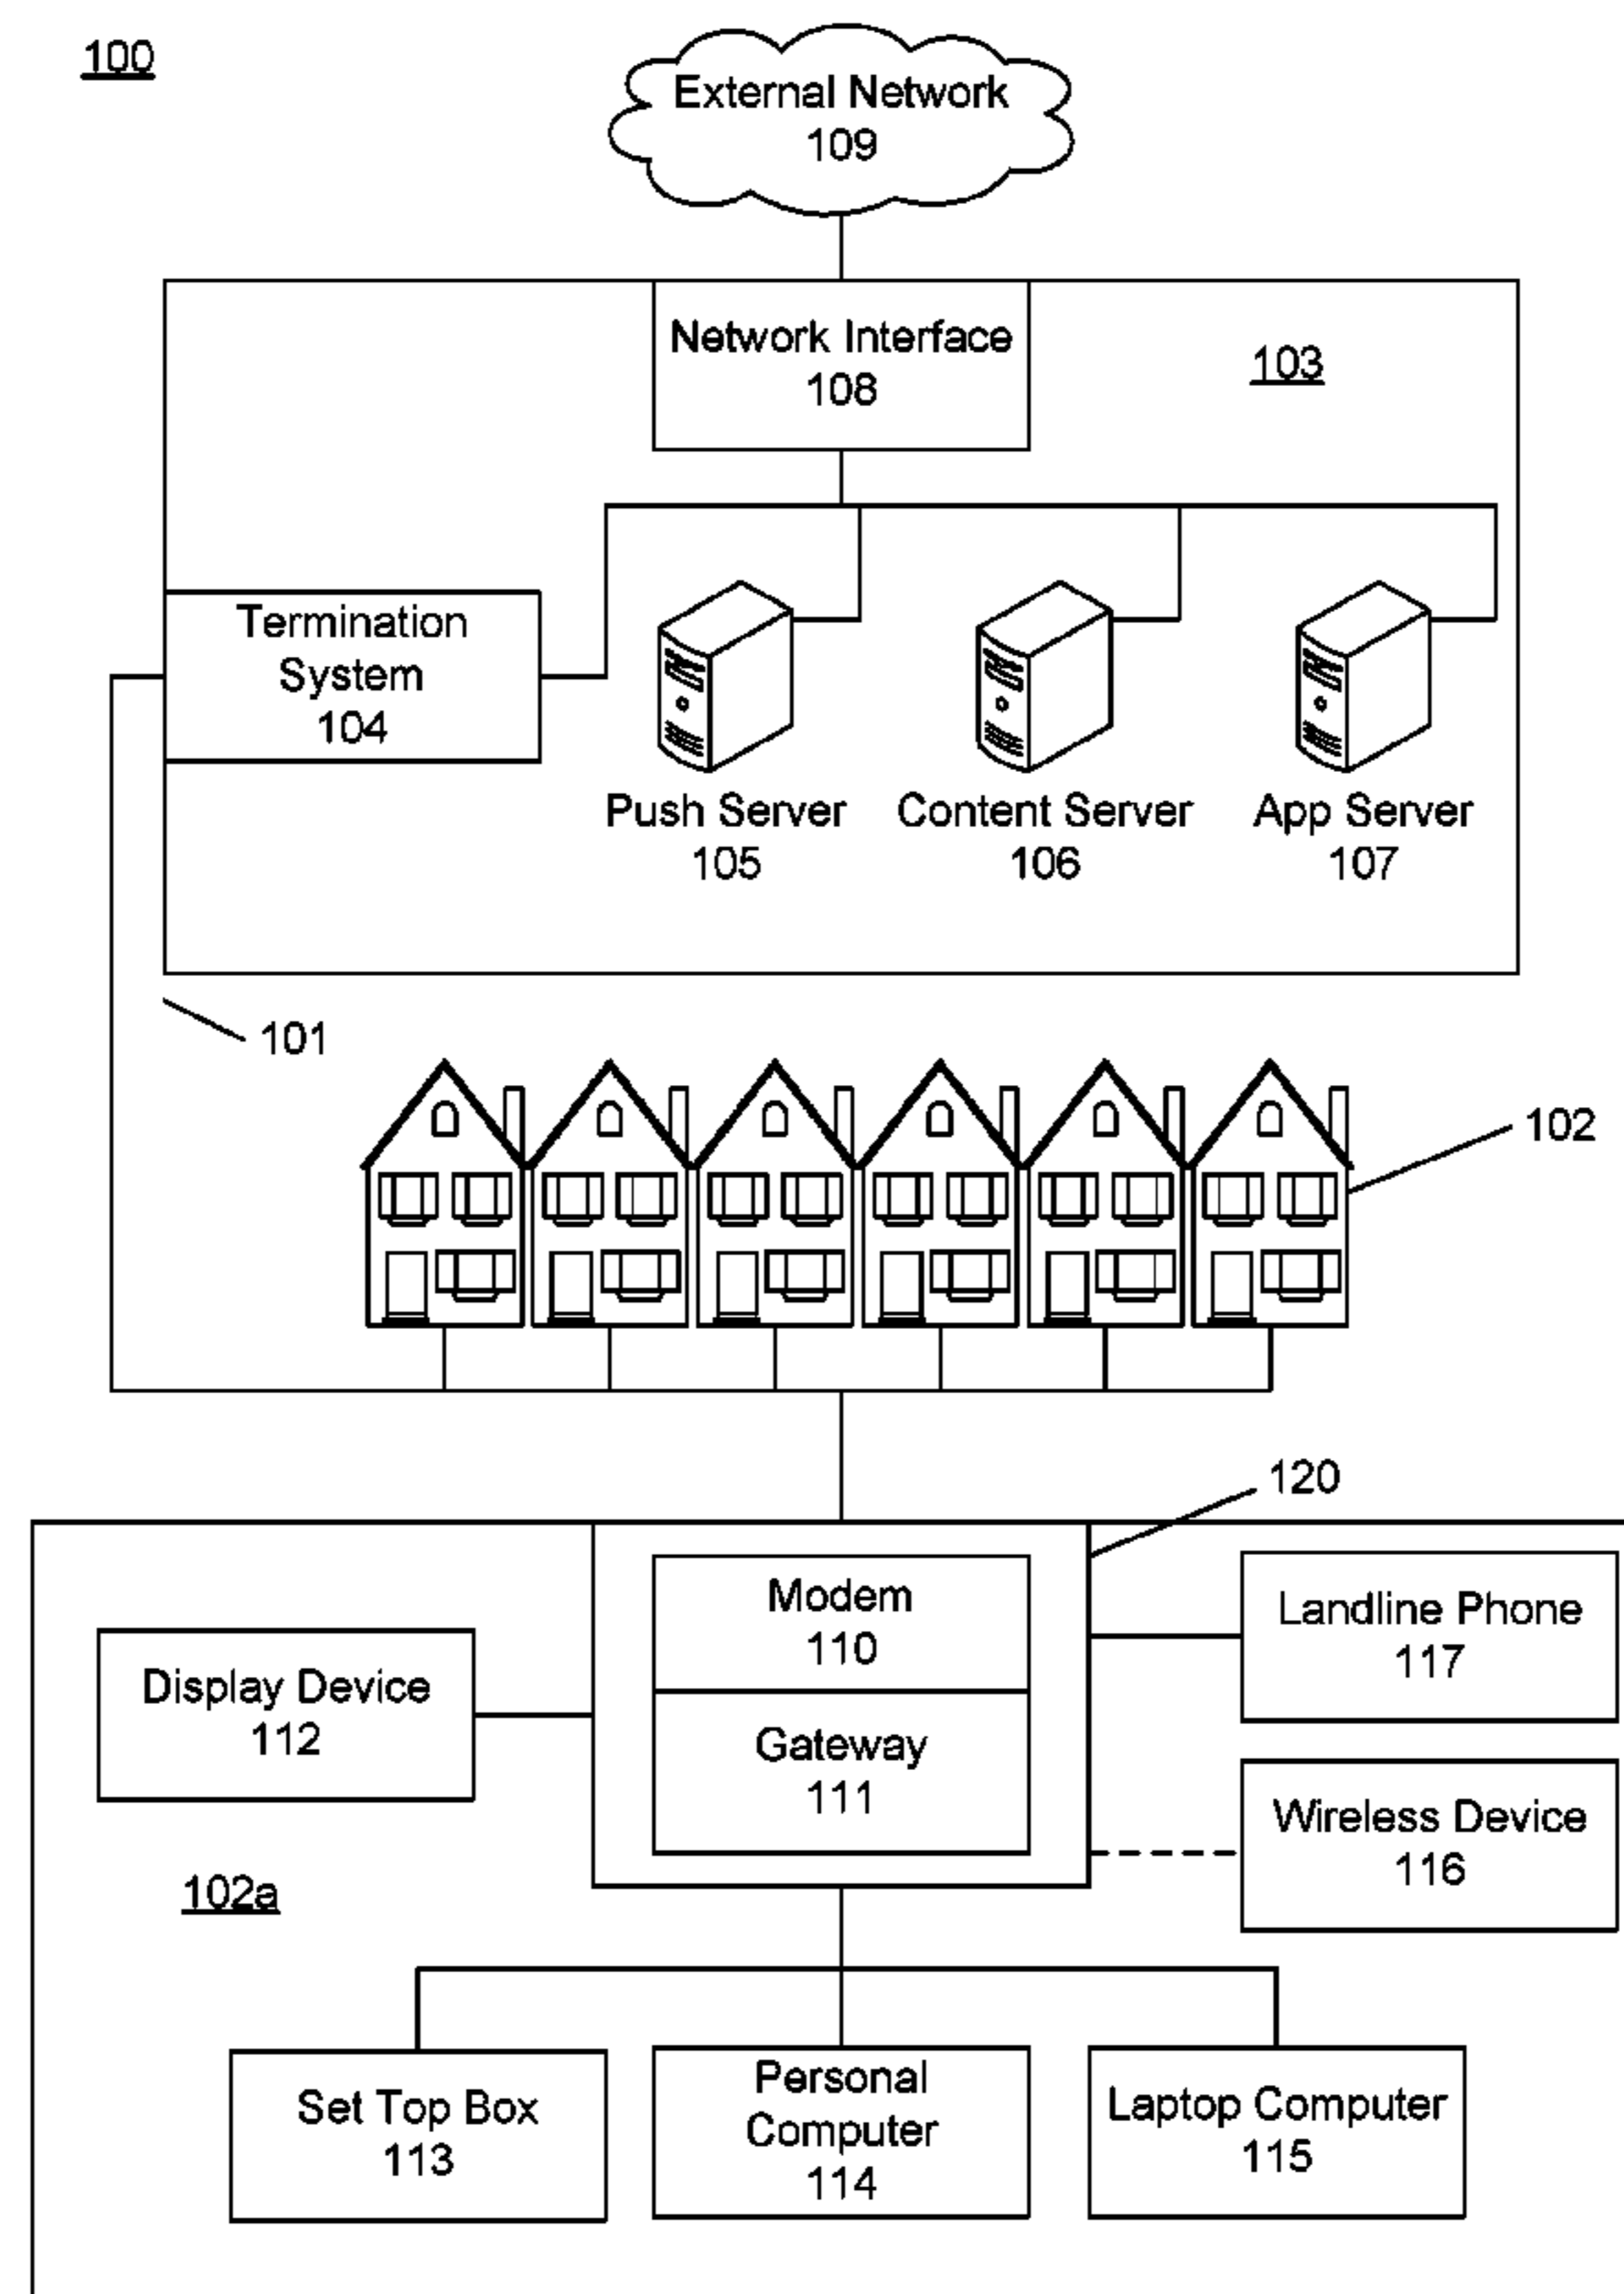 100
External Network
109
Network Interface
108
103
Termination
System
104
Push Server
105
Content Server
106
App Server
107
101
102
120
Modem
110
Landline Phone
117
Display Device
112
Gateway
111
Wireless Device
116
102a
Set Top Box
113
Personal
Computer
114
Laptop Computer
115